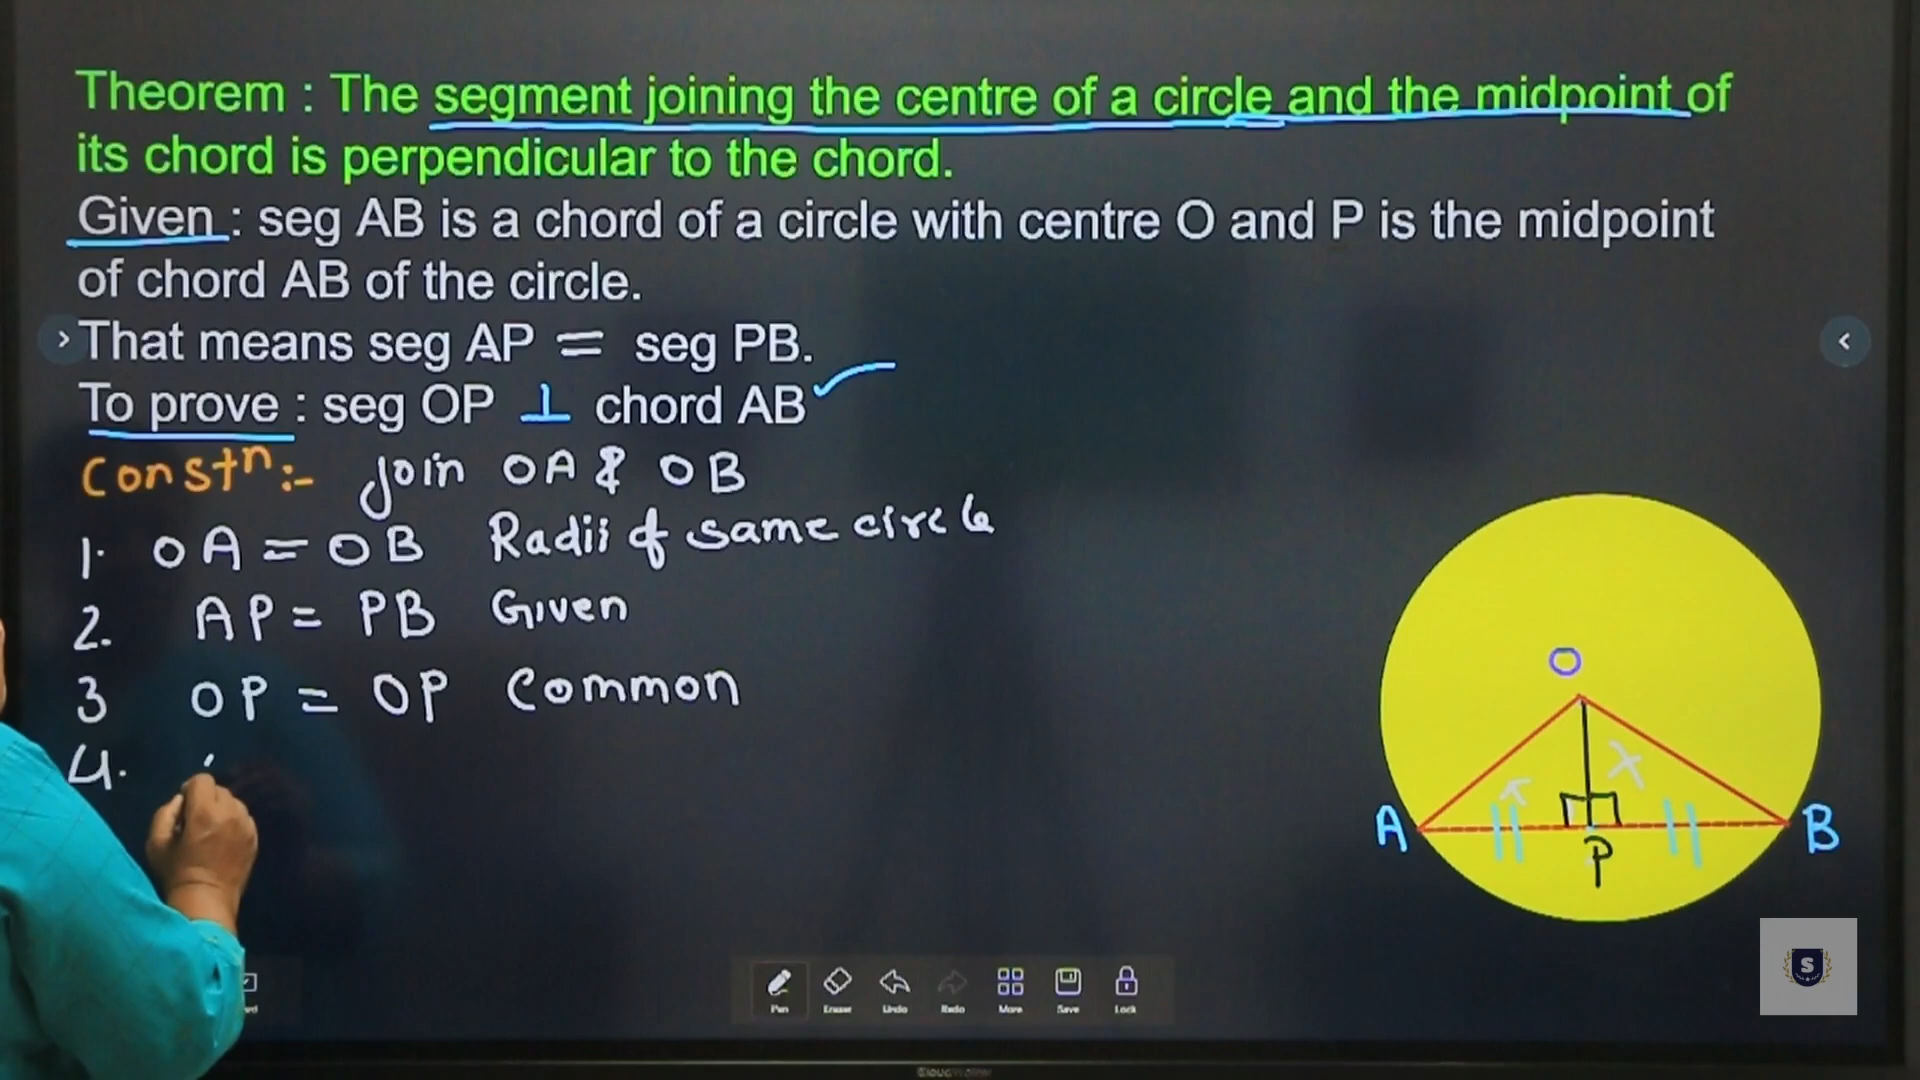 Theorem : The segment joining the centre of a circle and the midpoint of
its chord is perpendicular to the chord.
Given : seg AB is a chord of a circle with centre O and P is the midpoint
of chord AB of the circle.
That means seg AP = seg PB.
To prove : seg OP ⊥ chord AB
Constn :- Join OA & OB
1. OA = OB Radii of same circle
2. AP = PB Given
3 OP = OP Common
4.
O
A
B
P
S
Pen Eraser Undo Redo More Save Lock